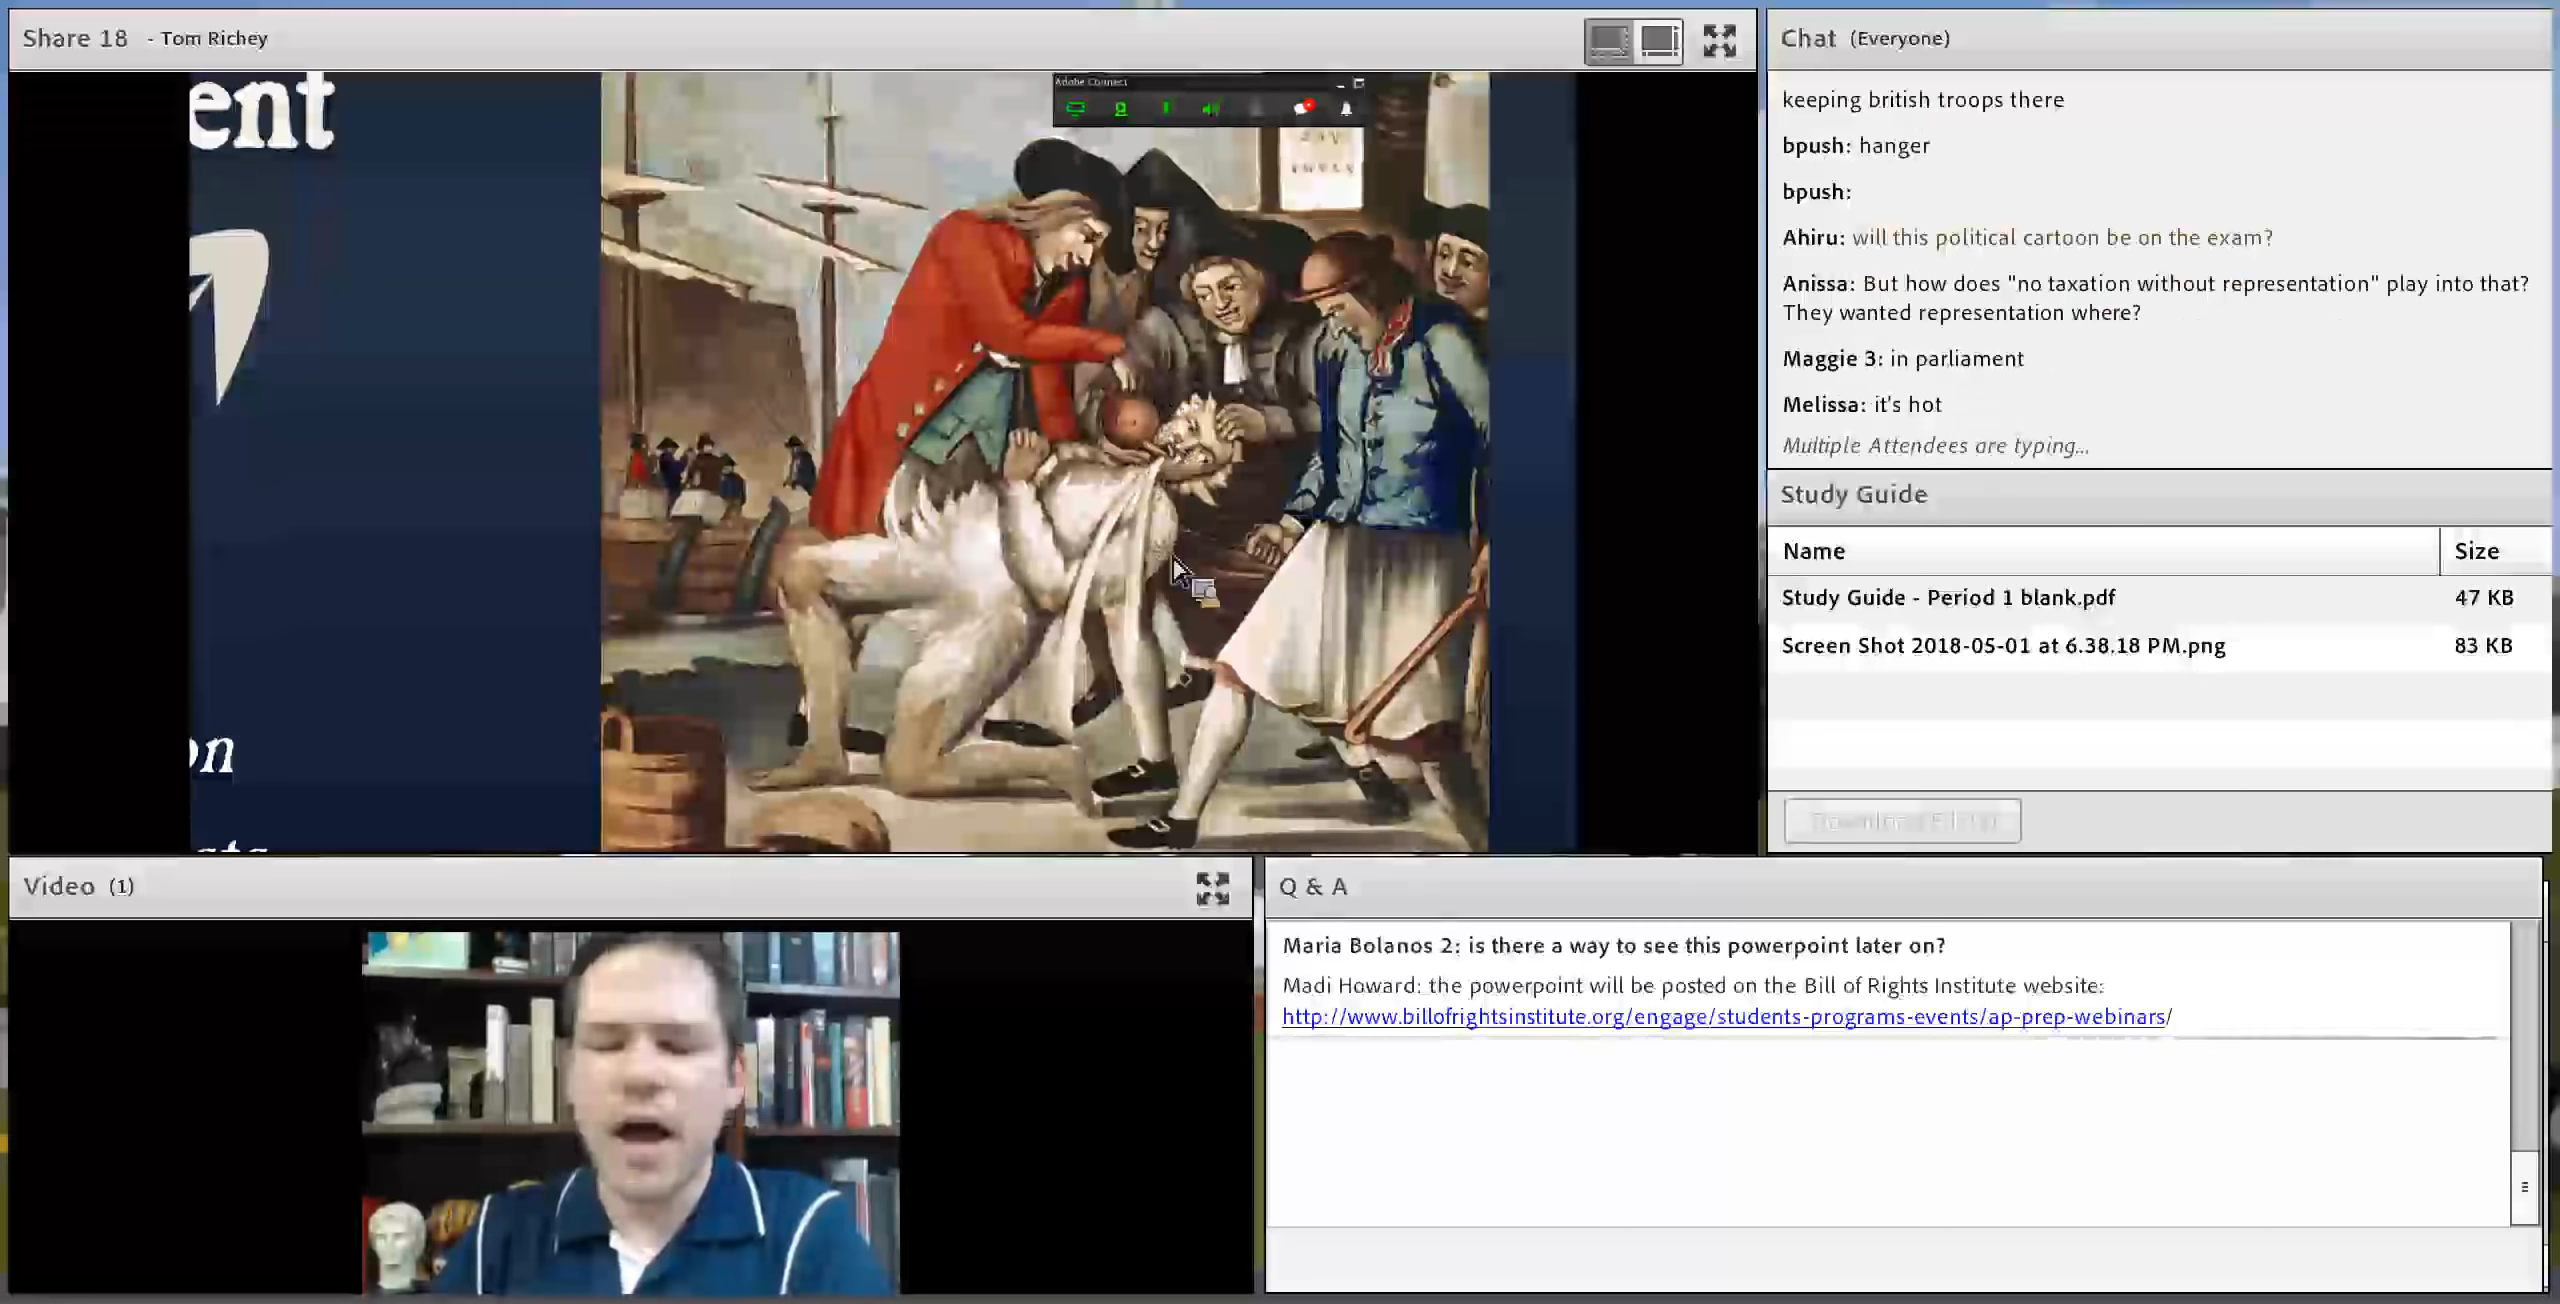 Share 18 - Tom Richey
ent
on
Adobe Connect
Chat (Everyone)
keeping british troops there
bpush: hanger
bpush:
Ahiru: will this political cartoon be on the exam?
Anissa: But how does "no taxation without representation" play into that?
They wanted representation where?
Maggie 3: in parliament
Melissa: it's hot
Multiple Attendees are typing...
Study Guide
Name Size
Study Guide - Period 1 blank.pdf 47 KB
Screen Shot 2018-05-01 at 6.38.18 PM.png 83 KB
Video (1)
Q & A
Maria Bolanos 2: is there a way to see this powerpoint later on?
Madi Howard: the powerpoint will be posted on the Bill of Rights Institute website:
http://www.billofrightsinstitute.org/engage/students-programs-events/ap-prep-webinars/